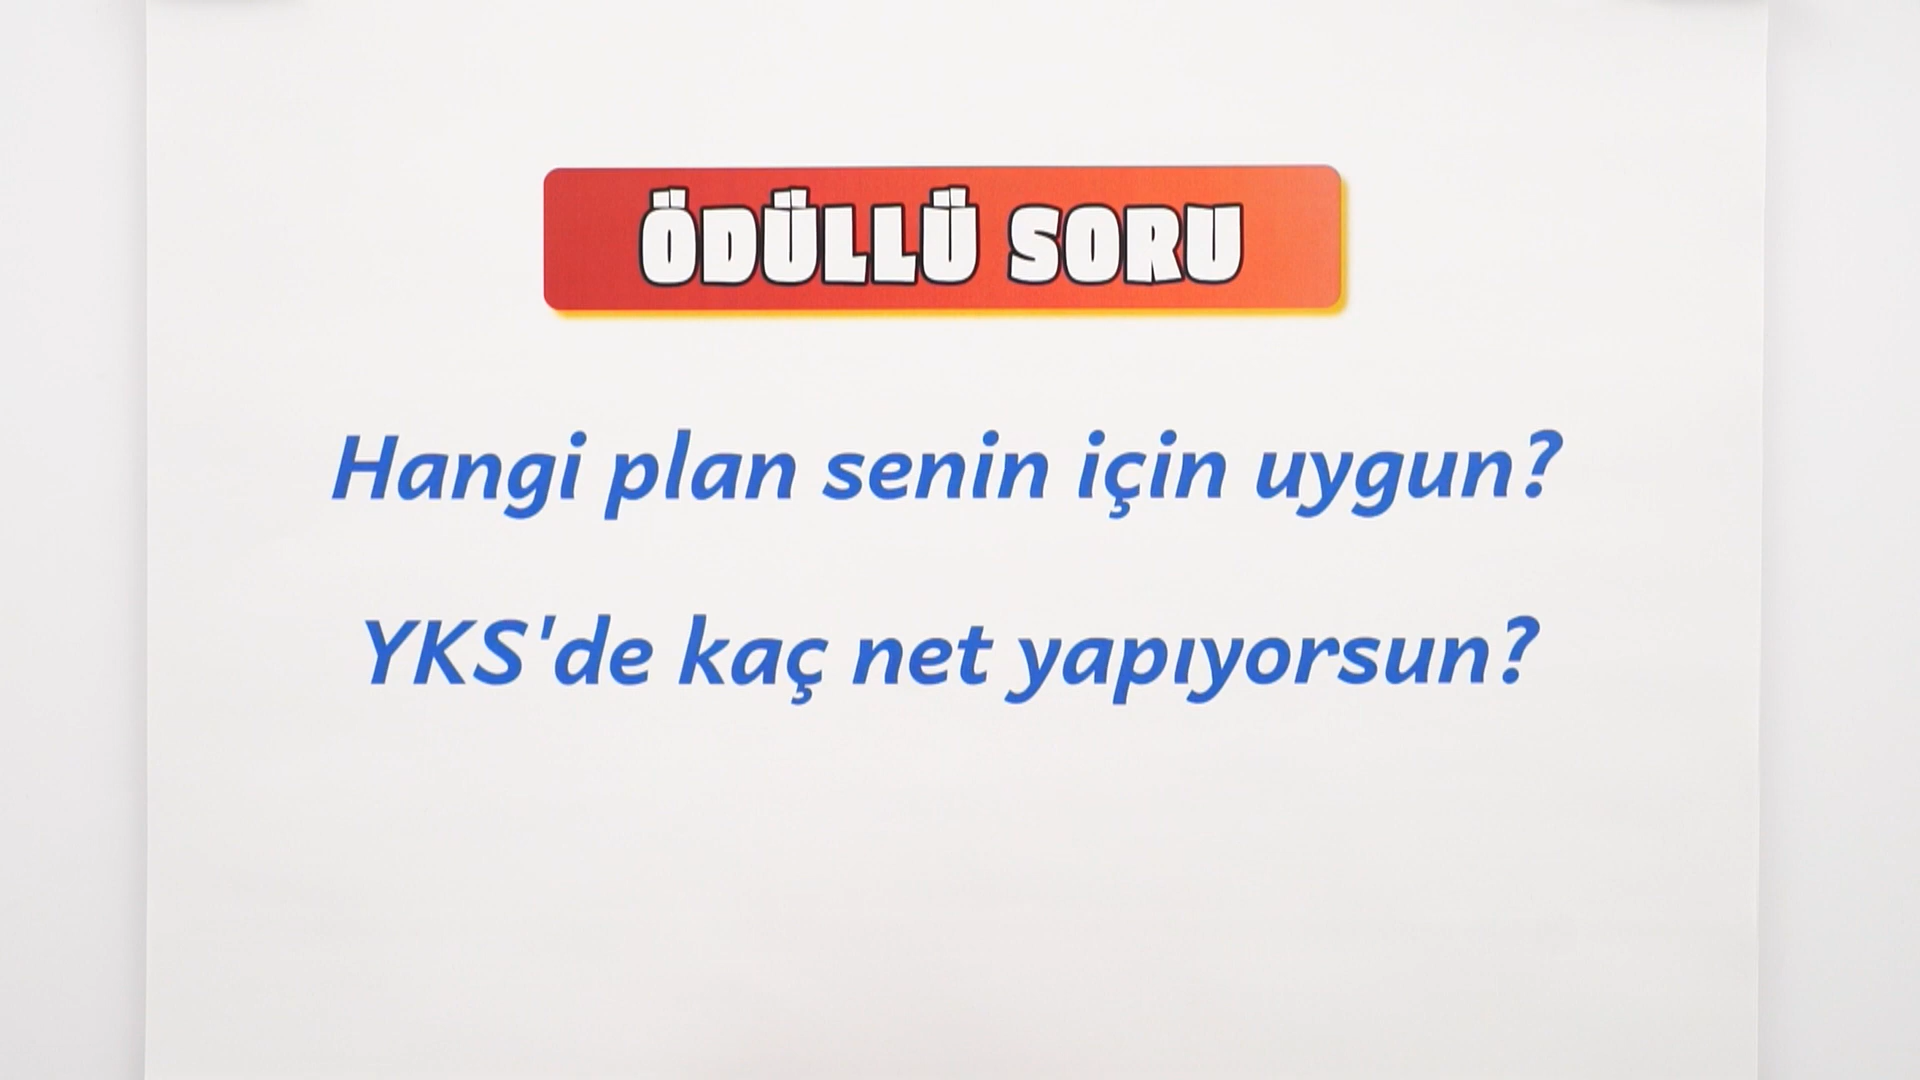 ÖDÜLLÜ SORU
Hangi plan senin için uygun?
YKS'de kaç net yapıyorsun?